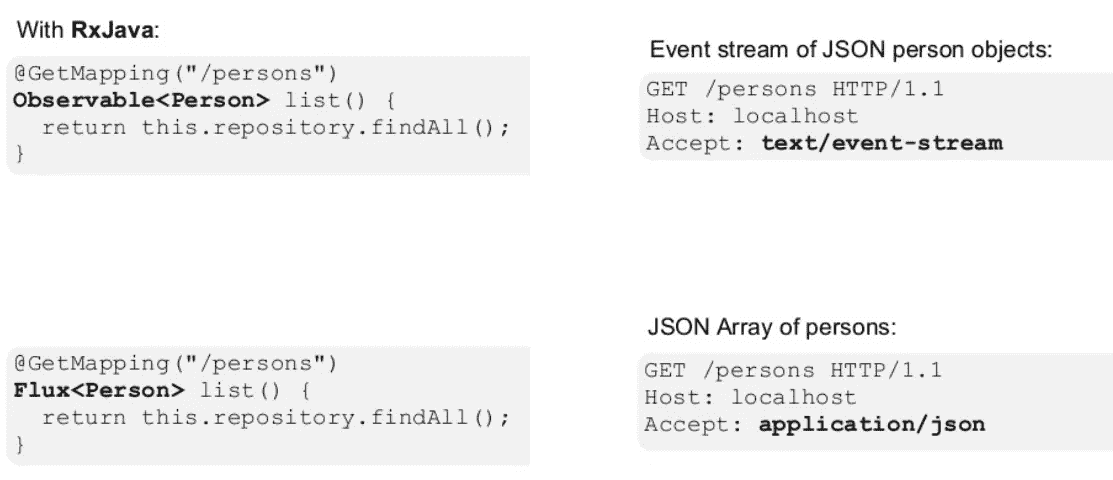 With RxJava:
@GetMapping("/persons")
Observable<Person> list() {
  return this.repository.findAll();
}
Event stream of JSON person objects:
GET /persons HTTP/1.1
Host: localhost
Accept: text/event-stream
@GetMapping("/persons")
Flux<Person> list() {
  return this.repository.findAll();
}
JSON Array of persons:
GET /persons HTTP/1.1
Host: localhost
Accept: application/json